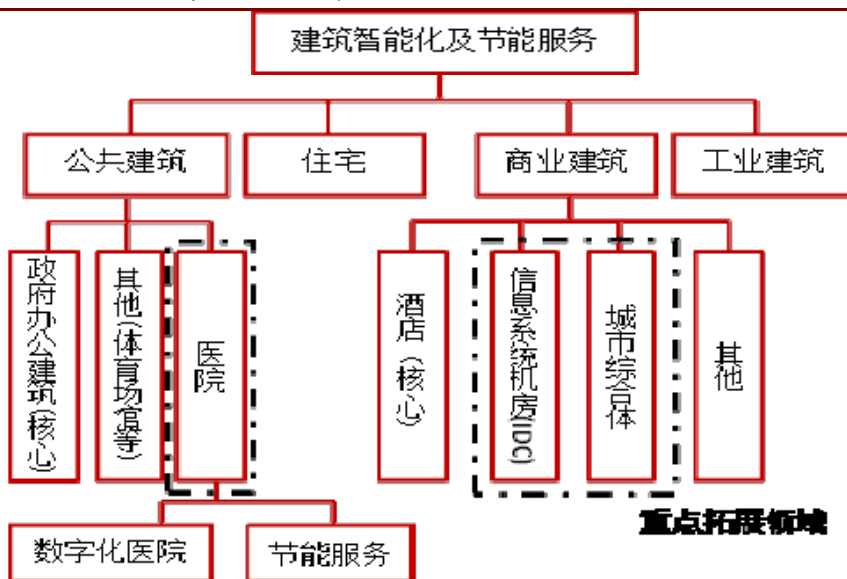 建筑智能化及节能服务
公共建筑
住宅
商业建筑
工业建筑
政府办公建筑(核心)
其他(体育场馆等)
医院
酒店(核心)
信息系统机房(IDC)
城市综合体
其他
重点拓展领域
数字化医院
节能服务